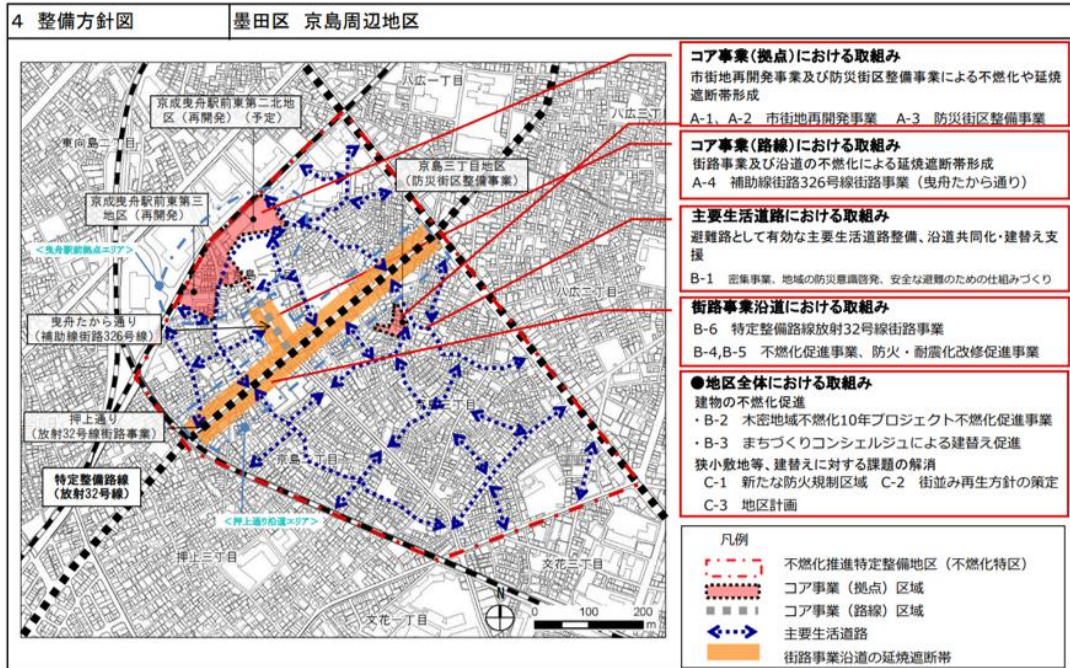 4 整備方針図
墨田区 京島周辺地区
コア事業(拠点)における取組み
市街地再開発事業及び防災街区整備事業による不燃化や延焼
遮断帯形成
A-1、A-2 市街地再開発事業 A-3 防災街区整備事業
コア事業(路線)における取組み
街路事業及び沿道の不燃化による延焼遮断帯形成
A-4 補助線街路326号線街路事業(曳舟たから通り)
主要生活道路における取組み
避難路として有効な主要生活道路整備、沿道共同化・建替え支
援
B-1 密集事業、地域の防災意識啓発、安全な避難のための仕組みづくり
街路事業沿道における取組み
B-6 特定整備路線放射32号線街路事業
B-4,B-5 不燃化促進事業、防火・耐震化改修促進事業
●地区全体における取組み
建物の不燃化促進
・B-2 木密地域不燃化10年プロジェクト不燃化促進事業
・B-3 まちづくりコンシェルジュによる建替え促進
狭小敷地等、建替えに対する課題の解消
C-1 新たな防火規制区域 C-2 街並み再生方針の策定
C-3 地区計画
凡例
不燃化推進特定整備地区(不燃化特区)
コア事業(拠点)区域
コア事業(路線)区域
主要生活道路
街路事業沿道の延焼遮断帯
八広一丁目
京成曳舟駅前東第二北地
区(再開発)(予定)
八広三丁目
東向島二丁目
京島三丁目地区
(防災街区整備事業)
京成曳舟駅前東第三
地区(再開発)
<曳舟駅前拠点エリア>
八広二丁目
曳舟たから通り
(補助線街路326号線)
押上通り
(放射32号線街路事業)
特定整備路線
(放射32号線)
<押上通り沿道エリア>
押上三丁目
文花三丁目
文花一丁目
N
0 100 200
m